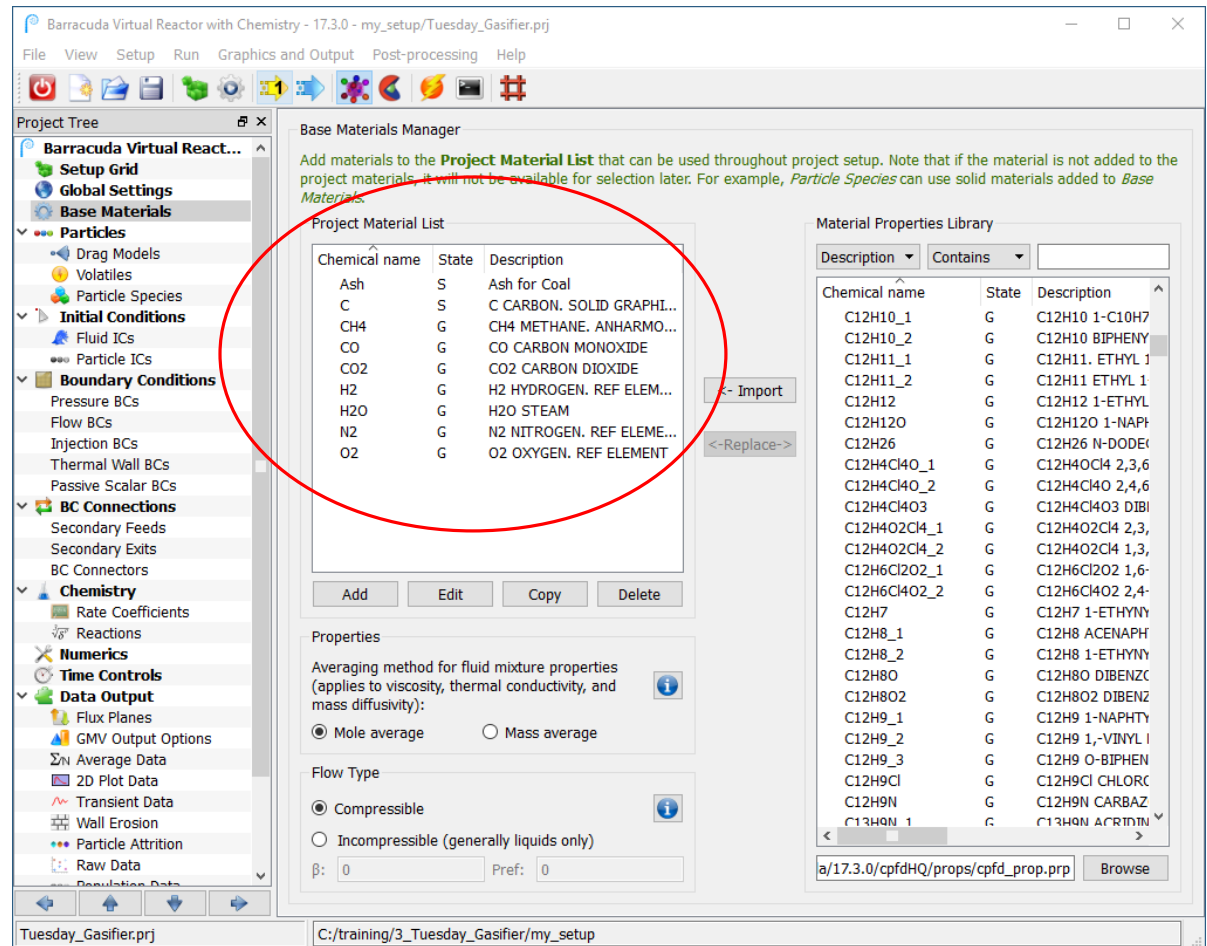 Barracuda Virtual Reactor with Chemistry - 17.3.0 - my_setup/Tuesday_Gasifier.prj
File View Setup Run Graphics and Output Post-processing Help
Project Tree
Barracuda Virtual React...
Setup Grid
Global Settings
Base Materials
Particles
Drag Models
Volatiles
Particle Species
Initial Conditions
Fluid ICs
Particle ICs
Boundary Conditions
Pressure BCs
Flow BCs
Injection BCs
Thermal Wall BCs
Passive Scalar BCs
BC Connections
Secondary Feeds
Secondary Exits
BC Connectors
Chemistry
Rate Coefficients
Reactions
Numerics
Time Controls
Data Output
Flux Planes
GMV Output Options
Average Data
2D Plot Data
Transient Data
Wall Erosion
Particle Attrition
Raw Data
Population Data
Base Materials Manager
Add materials to the Project Material List that can be used throughout project setup. Note that if the material is not added to the
project materials, it will not be available for selection later. For example, Particle Species can use solid materials added to Base
Materials.
Project Material List
Chemical name State Description
Ash S Ash for Coal
C S C CARBON. SOLID GRAPHI...
CH4 G CH4 METHANE. ANHARMO...
CO G CO CARBON MONOXIDE
CO2 G CO2 CARBON DIOXIDE
H2 G H2 HYDROGEN. REF ELEM...
H2O G H2O STEAM
N2 G N2 NITROGEN. REF ELEME...
O2 G O2 OXYGEN. REF ELEMENT
Add Edit Copy Delete
<- Import
<-Replace->
Properties
Averaging method for fluid mixture properties
(applies to viscosity, thermal conductivity, and
mass diffusivity):
Mole average Mass average
Flow Type
Compressible
Incompressible (generally liquids only)
β: 0 Pref: 0
Material Properties Library
Description Contains
Chemical name State Description
C12H10_1 G C12H10 1-C10H7
C12H10_2 G C12H10 BIPHENY
C12H11_1 G C12H11. ETHYL 1
C12H11_2 G C12H11 ETHYL 1-
C12H12 G C12H12 1-ETHYL
C12H12O G C12H12O 1-NAPH
C12H26 G C12H26 N-DODEC
C12H4Cl4O_1 G C12H4OCl4 2,3,6
C12H4Cl4O_2 G C12H4Cl4O 2,4,6
C12H4Cl4O3 G C12H4Cl4O3 DIB
C12H4O2Cl4_1 G C12H4O2Cl4 2,3,
C12H4O2Cl4_2 G C12H4O2Cl4 1,3,
C12H6Cl2O2_1 G C12H6Cl2O2 1,6-
C12H6Cl4O2_2 G C12H6Cl4O2 2,4-
C12H7 G C12H7 1-ETHYNY
C12H8_1 G C12H8 ACENAPH
C12H8_2 G C12H8 1-ETHYNY
C12H8O G C12H8O DIBENZO
C12H8O2 G C12H8O2 DIBENZ
C12H9_1 G C12H9 1-NAPHTY
C12H9_2 G C12H9 1,-VINYL
C12H9_3 G C12H9 O-BIPHEN
C12H9Cl G C12H9Cl CHLORO
C12H9N G C12H9N CARBAZ
C13H9N_1 G C13H9N ACRIDIN
a/17.3.0/cpfdHQ/props/cpfd_prop.prp Browse
Tuesday_Gasifier.prj C:/training/3_Tuesday_Gasifier/my_setup